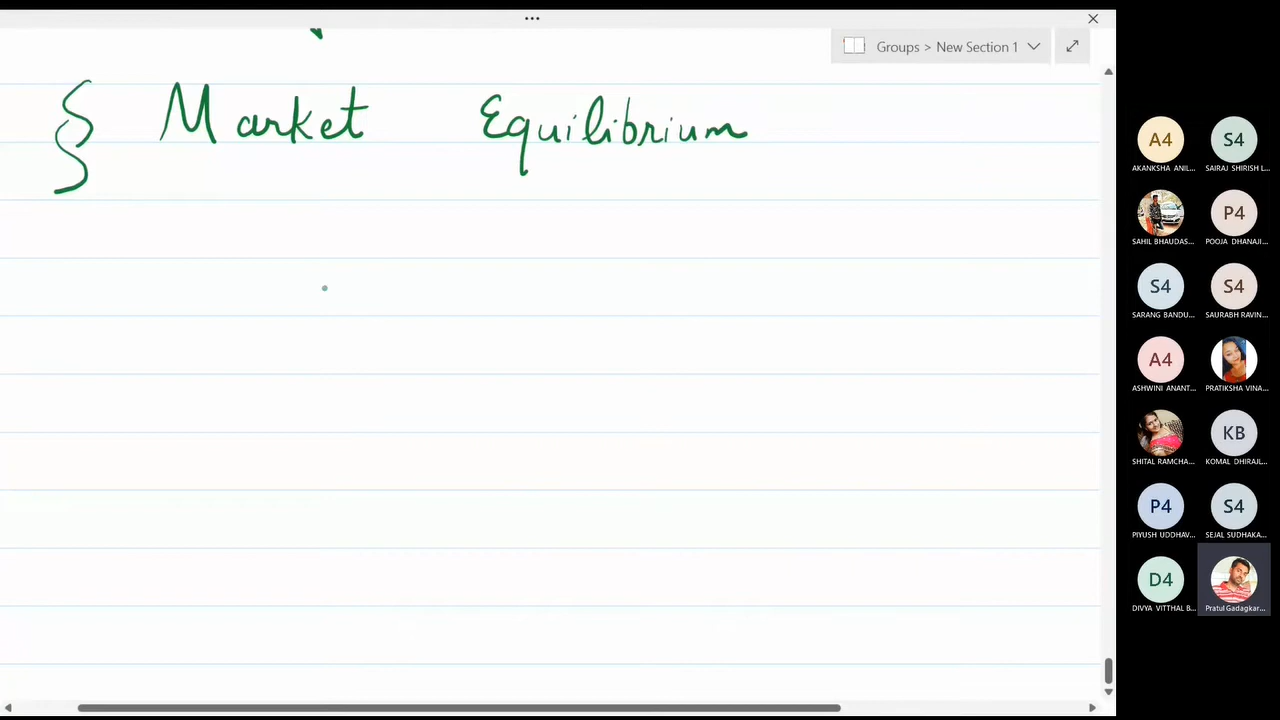 ...
Groups > New Section 1
§ Market Equilibrium
A4 S4
AKANKSHA ANIL... SAIRAJ SHIRISH L...
P4
SAHIL BHAUDAS... POOJA DHANAJI...
S4 S4
SARANG BANDU... SAURABH RAVIN...
A4
ASHWINI ANANT... PRATIKSHA VINA...
KB
SHITAL RAMCHA... KOMAL DHIRAJL...
P4 S4
PIYUSH UDDHAV... SEJAL SUDHAKA...
D4
DIVYA VITTHAL B... Pratul Gadagkar...